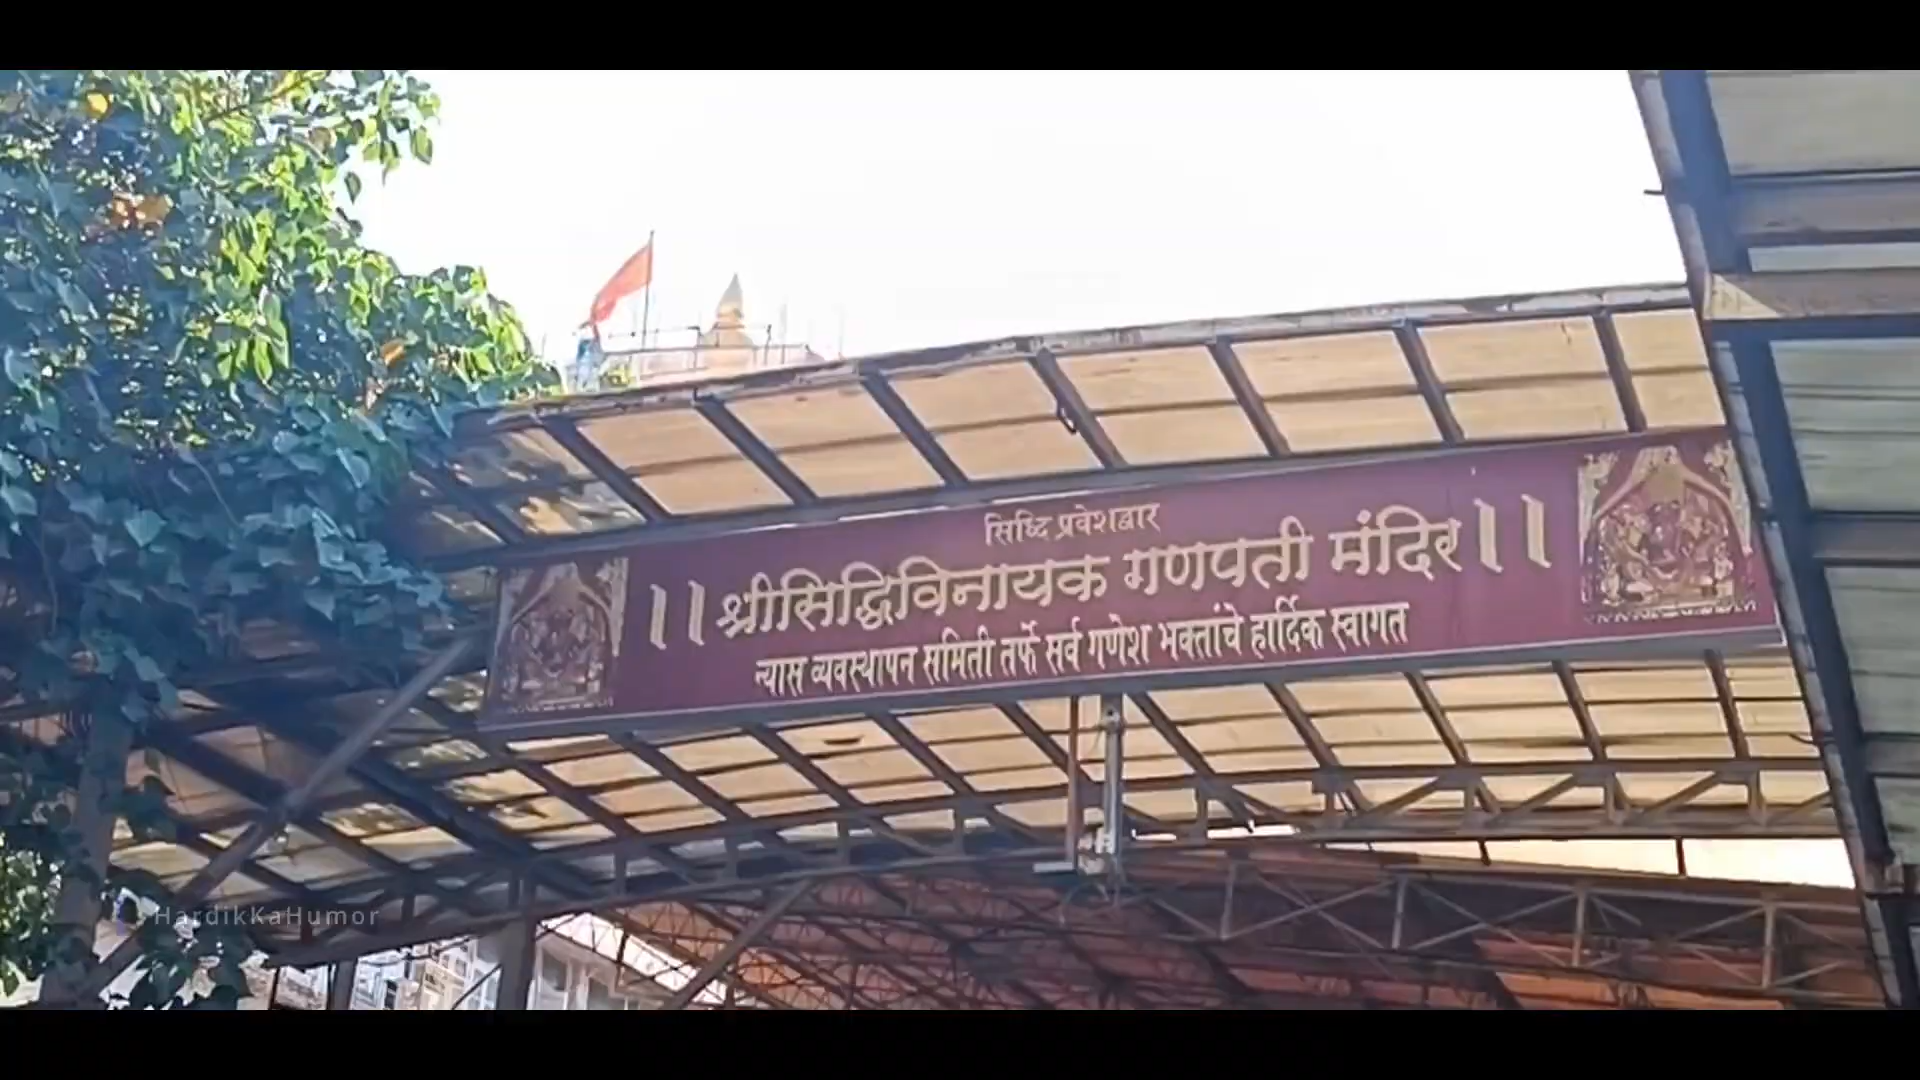 सिध्दि प्रवेशद्वार
।।श्रीसिद्धिविनायक गणपती मंदिर।।
न्यास व्यवस्थापन समिती तर्फे सर्व गणेश भक्तांचे हार्दिक स्वागत
HardikKaHumor